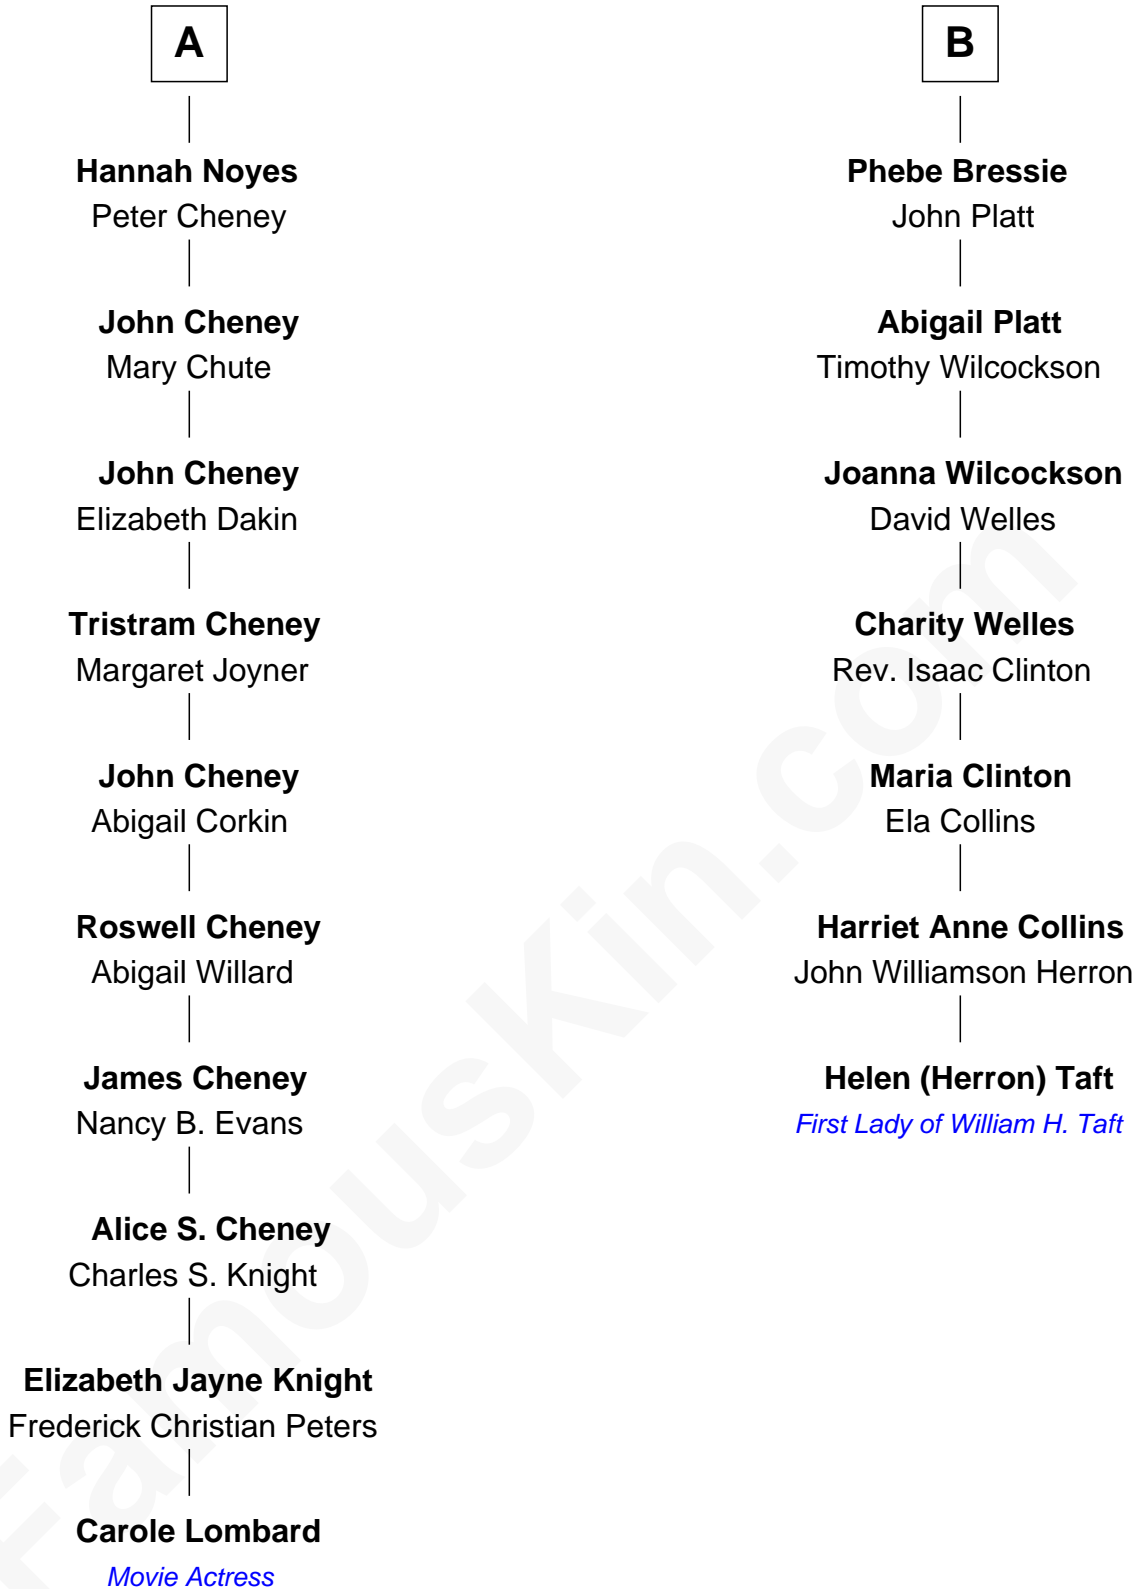 A
Hannah Noyes
Peter Cheney
John Cheney
Mary Chute
John Cheney
Elizabeth Dakin
Tristram Cheney
Margaret Joyner
John Cheney
Abigail Corkin
Roswell Cheney
Abigail Willard
James Cheney
Nancy B. Evans
Alice S. Cheney
Charles S. Knight
Elizabeth Jayne Knight
Frederick Christian Peters
Carole Lombard
Movie Actress
B
Phebe Bressie
John Platt
Abigail Platt
Timothy Wilcockson
Joanna Wilcockson
David Welles
Charity Welles
Rev. Isaac Clinton
Maria Clinton
Ela Collins
Harriet Anne Collins
John Williamson Herron
Helen (Herron) Taft
First Lady of William H. Taft
FamousKin.com